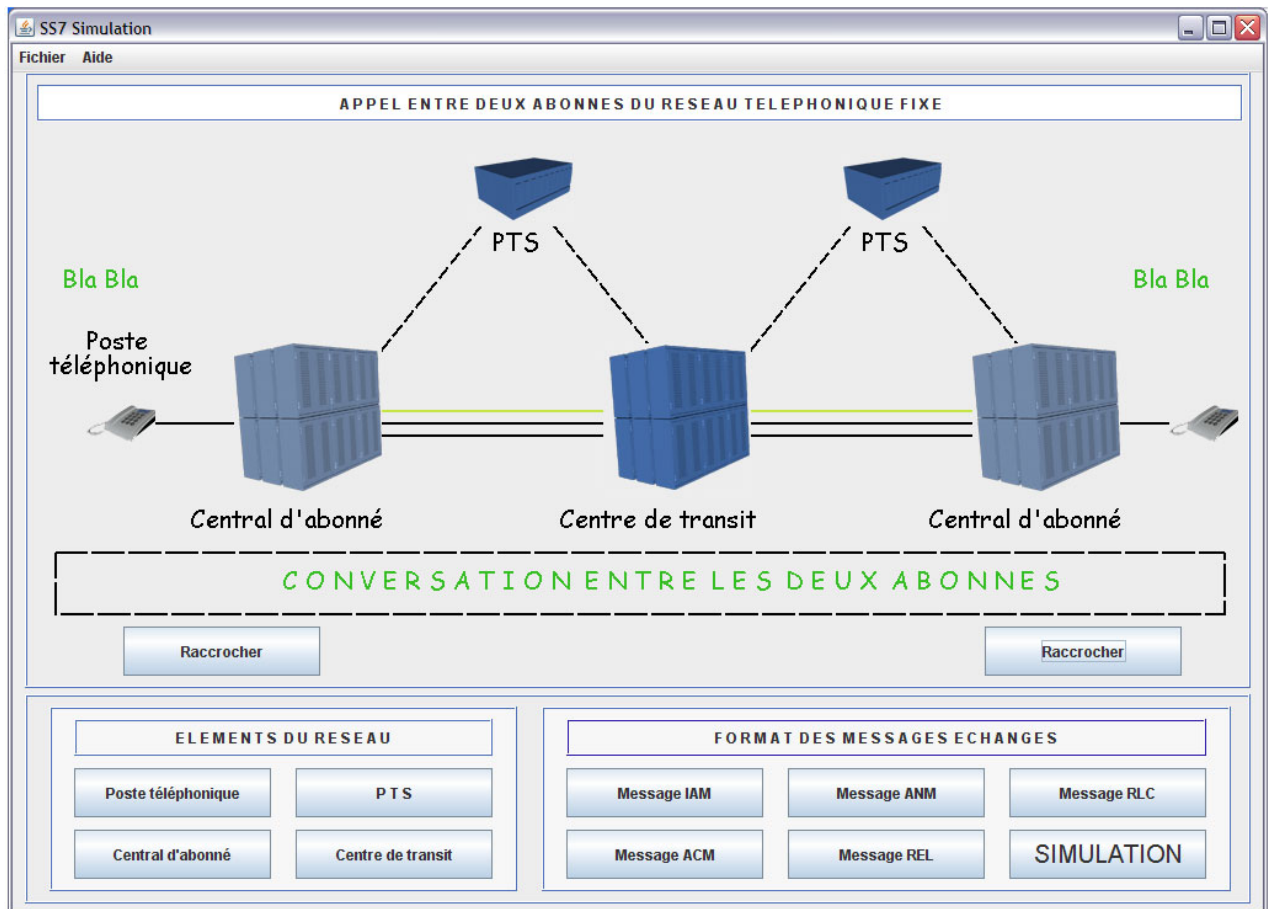 SS7 Simulation
Fichier Aide
APPEL ENTRE DEUX ABONNES DU RESEAU TELEPHONIQUE FIXE
PTS
PTS
Bla Bla
Bla Bla
Poste
téléphonique
Central d'abonné
Centre de transit
Central d'abonné
CONVERSATION ENTRE LES DEUX ABONNES
Raccrocher
Raccrocher
ELEMENTS DU RESEAU
Poste téléphonique
P T S
Central d'abonné
Centre de transit
FORMAT DES MESSAGES ECHANGES
Message IAM
Message ANM
Message RLC
Message ACM
Message REL
SIMULATION